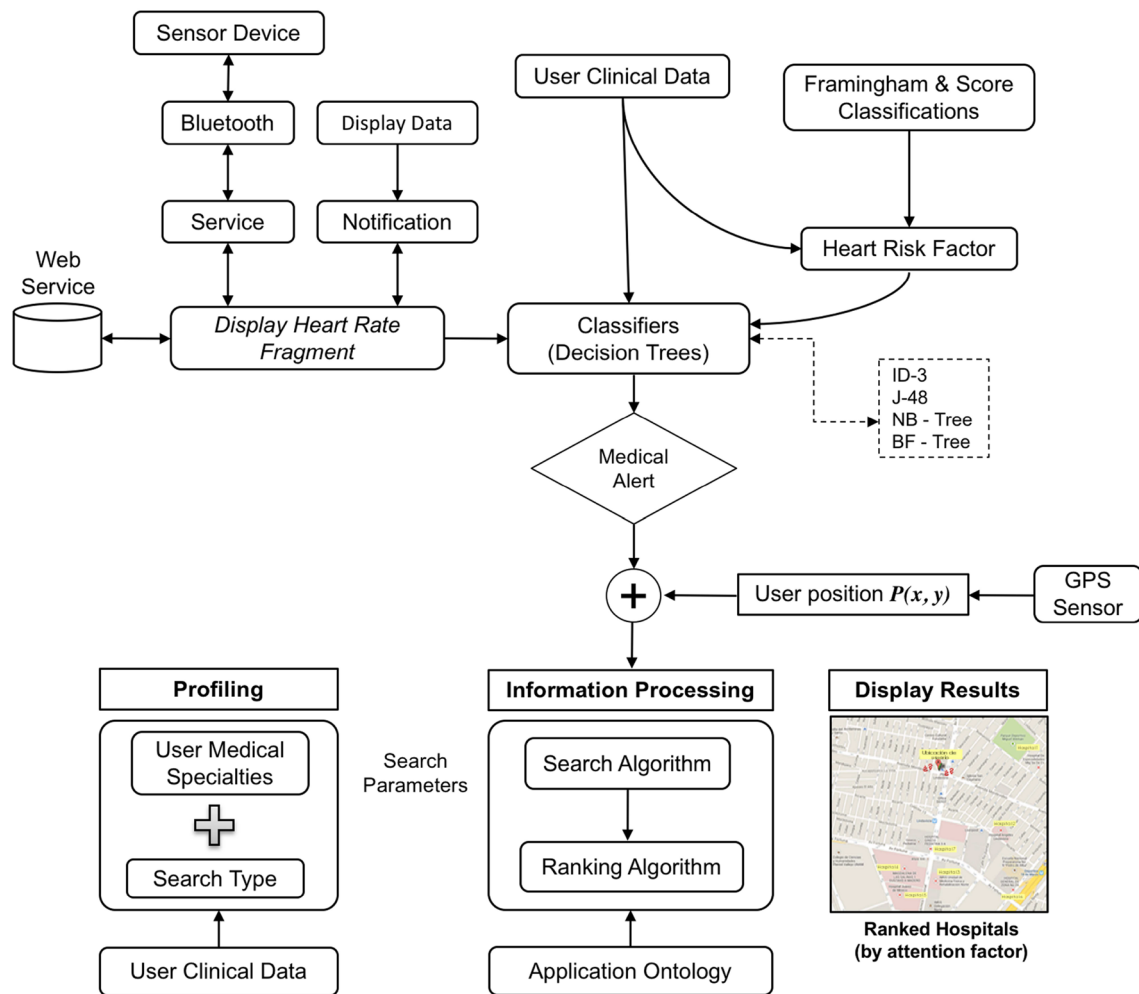 Sensor Device
User Clinical Data
Framingham & Score
Classifications
Bluetooth
Display Data
Service
Notification
Heart Risk Factor
Web
Service
Display Heart Rate
Fragment
Classifiers
(Decision Trees)
ID-3
J-48
NB - Tree
BF - Tree
Medical
Alert
+
User position P(x, y)
GPS
Sensor
Profiling
Information Processing
Display Results
User Medical
Specialties
Search Type
Search
Parameters
Search Algorithm
Ranking Algorithm
Ubicación de
usuario
Ranked Hospitals
(by attention factor)
User Clinical Data
Application Ontology